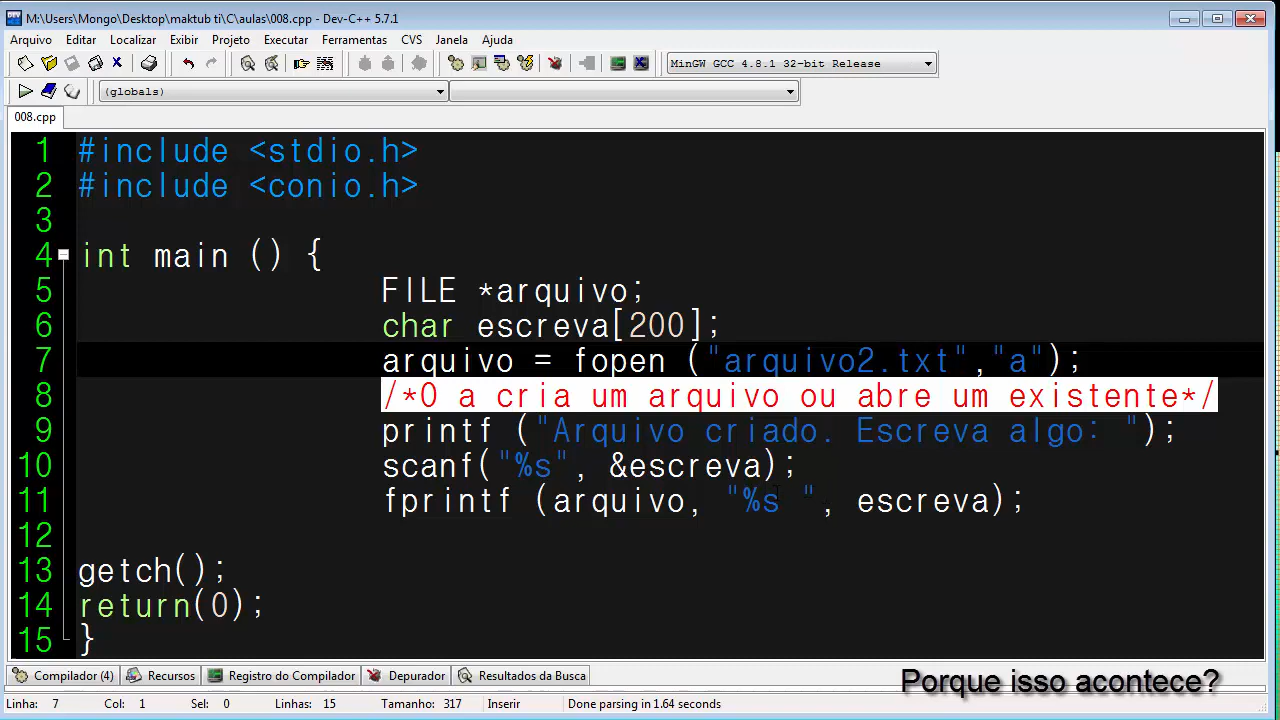 M:\Users\Mongo\Desktop\maktub ti\C\aulas\008.cpp - Dev-C++ 5.7.1
Arquivo Editar Localizar Exibir Projeto Executar Ferramentas CVS Janela Ajuda
MinGW GCC 4.8.1 32-bit Release
(globals)
008.cpp
1 #include <stdio.h>
2 #include <conio.h>
3
4 int main () {
5 FILE *arquivo;
6 char escreva[200];
7 arquivo = fopen ("arquivo2.txt","a");
8 /*O a cria um arquivo ou abre um existente*/
9 printf ("Arquivo criado. Escreva algo: ");
10 scanf("%s", &escreva);
11 fprintf (arquivo, "%s ", escreva);
12
13 getch();
14 return(0);
15 }
Compilador (4) Recursos Registro do Compilador Depurador Resultados da Busca
Porque isso acontece?
Linha: 7 Col: 1 Sel: 0 Linhas: 15 Tamanho: 317 Inserir Done parsing in 1.64 seconds